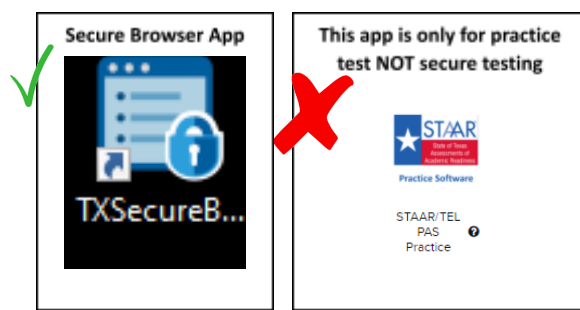 Secure Browser App
TXSecureB...
This app is only for practice
test NOT secure testing
STAAR
State of Texas
Assessments of
Academic Readiness
Practice Software
STAAR/TEL
PAS
Practice